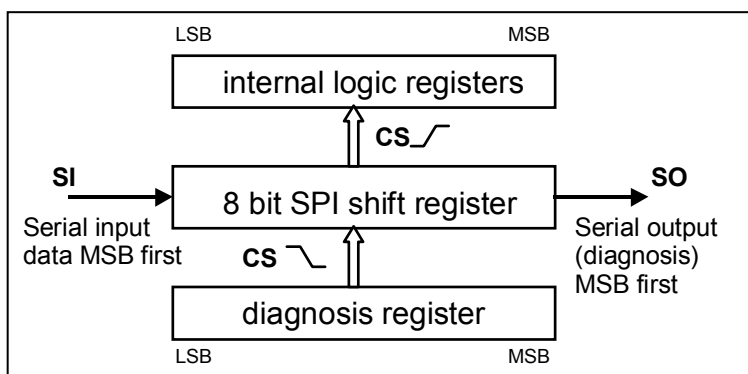 LSB MSB
internal logic registers
CS
SI
8 bit SPI shift register
SO
Serial input
data MSB first
Serial output
(diagnosis)
MSB first
CS
diagnosis register
LSB MSB